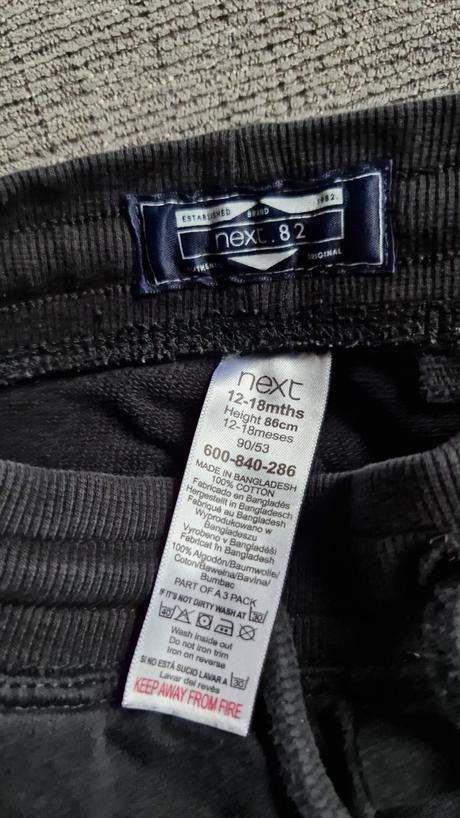 ESTABLISHED BRAND 1982.
next.82
AUTHENTIC ORIGINAL
next
12-18mths
Height 86cm
12-18meses
90/53
600-840-286
MADE IN BANGLADESH
100% COTTON
Fabricado en Bangladés
Hergestellt in Bangladesch
Fabriqué au Bangladesh
Wyprodukowano w
Bangladeszu
Vyrobeno v Bangladéši
Fabricat în Bangladesh
100% Algodón/Baumwolle/
Coton/Bawełna/Bavlna/
Bumbac
PART OF A 3 PACK
IF IT'S NOT DIRTY WASH AT 30
30
Wash inside out
Do not iron trim
Iron on reverse
SI NO ESTÁ SUCIO LAVAR A 30
Lavar del revés
KEEP AWAY FROM FIRE